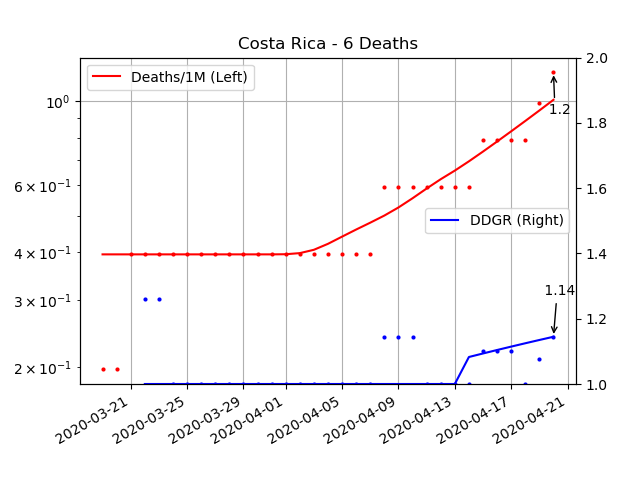 Costa Rica - 6 Deaths
Deaths/1M (Left)
DDGR (Right)
1.2
1.14
10⁰
6 × 10⁻¹
4 × 10⁻¹
3 × 10⁻¹
2 × 10⁻¹
2.0
1.8
1.6
1.4
1.2
1.0
2020-03-21
2020-03-25
2020-03-29
2020-04-01
2020-04-05
2020-04-09
2020-04-13
2020-04-17
2020-04-21